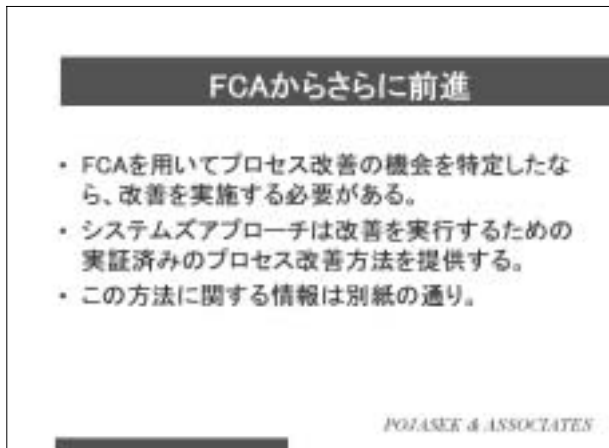 FCAからさらに前進
・ FCAを用いてプロセス改善の機会を特定したな
ら、改善を実施する必要がある。
・ システムズアプローチは改善を実行するための
実証済みのプロセス改善方法を提供する。
・ この方法に関する情報は別紙の通り。
POJASEK & ASSOCIATES